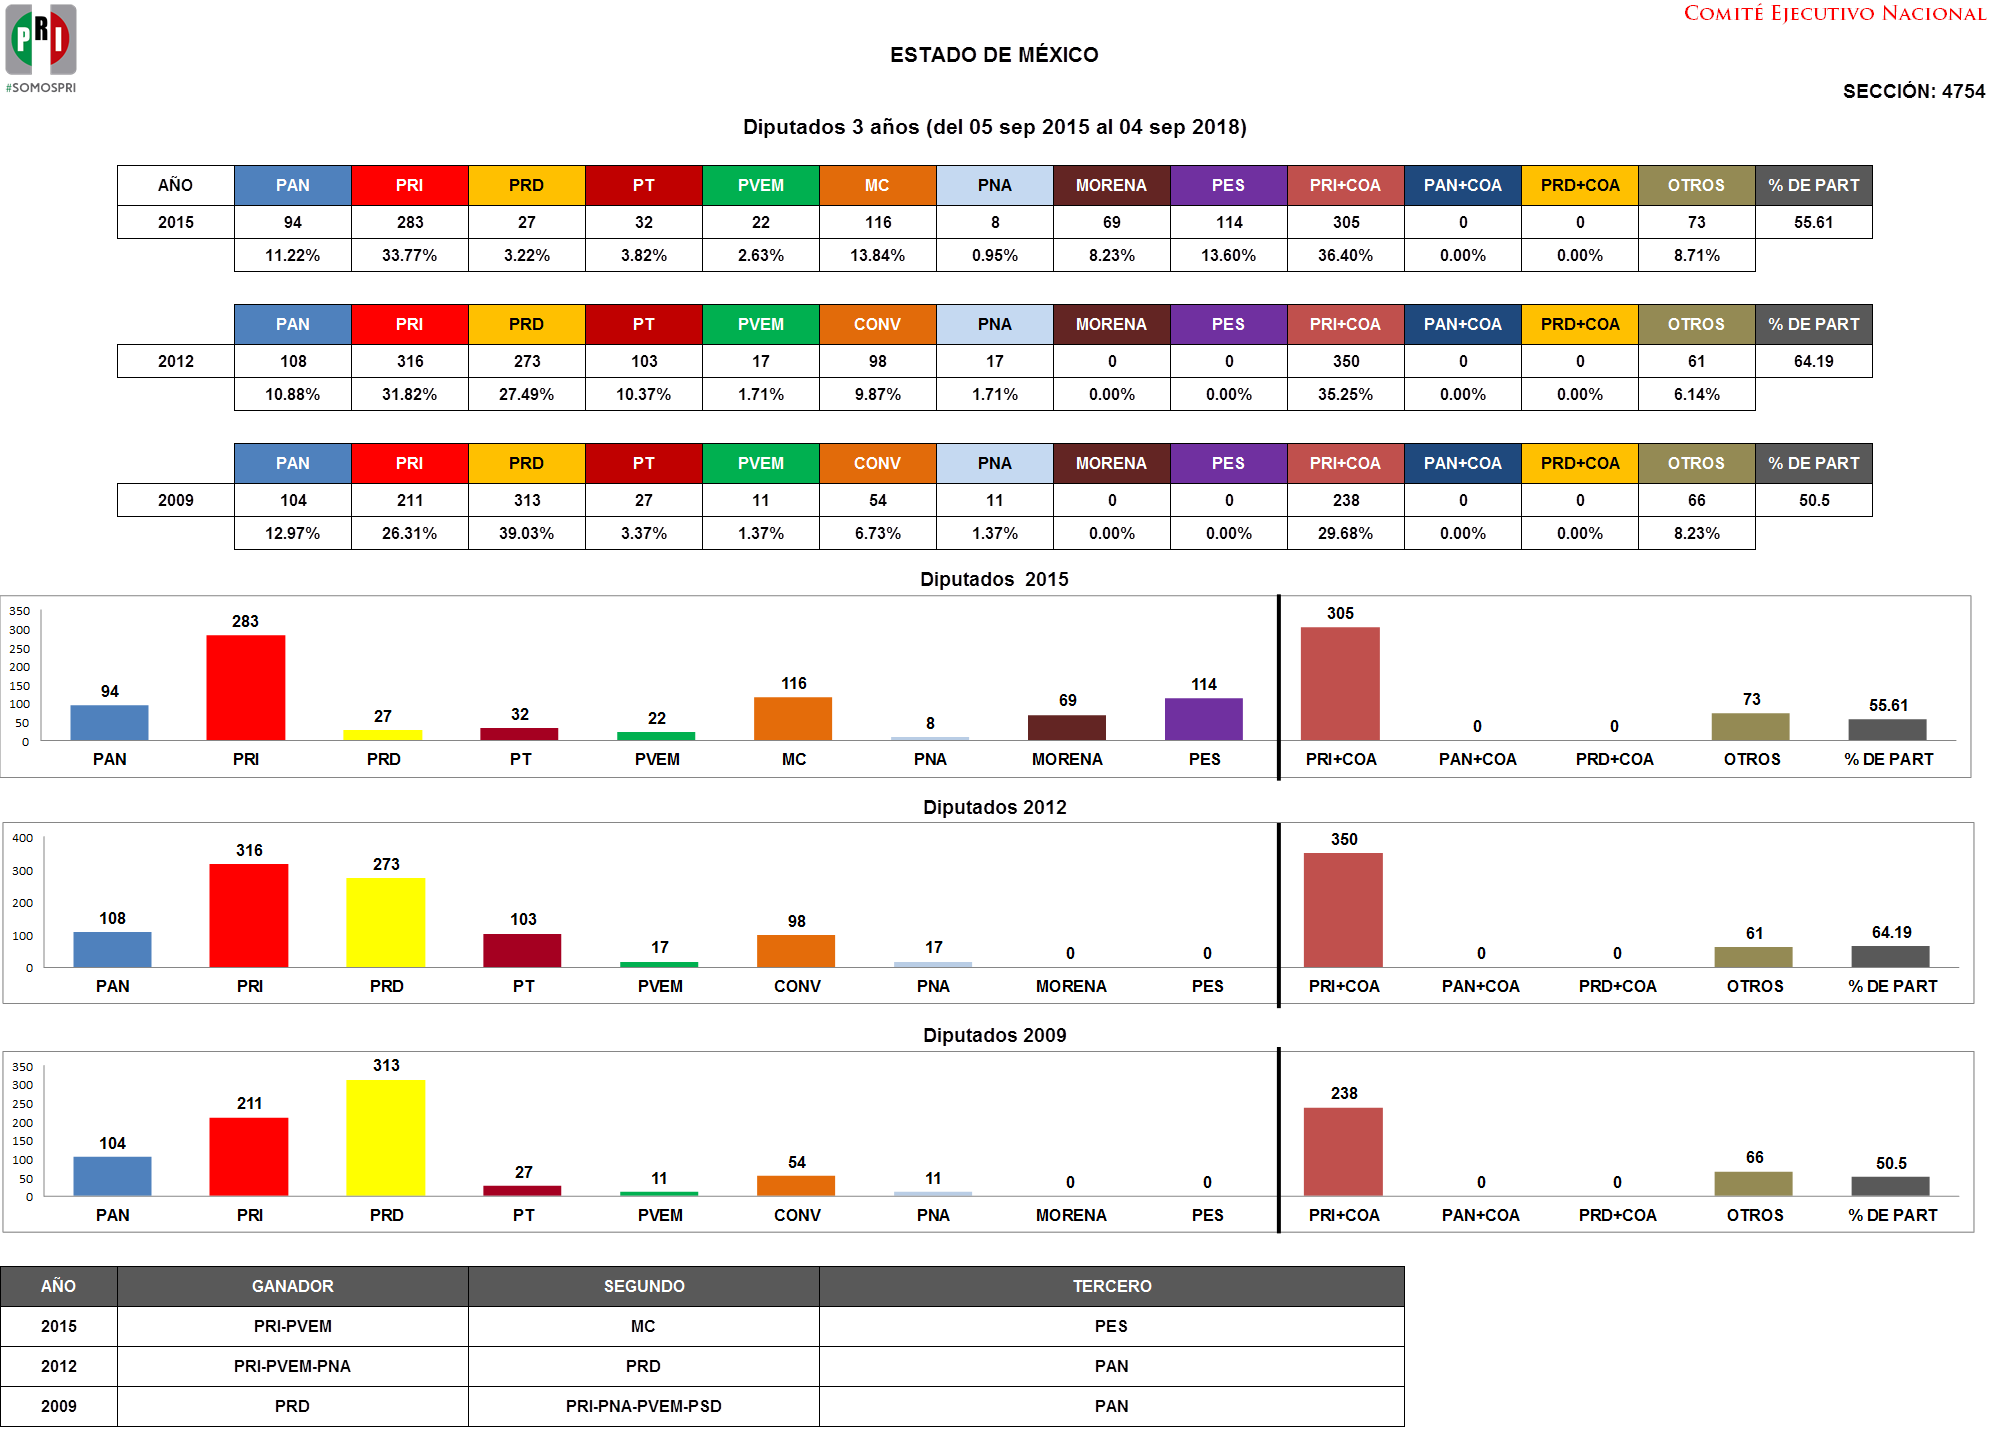 PRI
#SOMOSPRI
COMITÉ EJECUTIVO NACIONAL
ESTADO DE MÉXICO
SECCIÓN: 4754
Diputados 3 años (del 05 sep 2015 al 04 sep 2018)
AÑO PAN PRI PRD PT PVEM MC PNA MORENA PES PRI+COA PAN+COA PRD+COA OTROS % DE PART
2015 94 283 27 32 22 116 8 69 114 305 0 0 73 55.61
11.22% 33.77% 3.22% 3.82% 2.63% 13.84% 0.95% 8.23% 13.60% 36.40% 0.00% 0.00% 8.71%
PAN PRI PRD PT PVEM CONV PNA MORENA PES PRI+COA PAN+COA PRD+COA OTROS % DE PART
2012 108 316 273 103 17 98 17 0 0 350 0 0 61 64.19
10.88% 31.82% 27.49% 10.37% 1.71% 9.87% 1.71% 0.00% 0.00% 35.25% 0.00% 0.00% 6.14%
PAN PRI PRD PT PVEM CONV PNA MORENA PES PRI+COA PAN+COA PRD+COA OTROS % DE PART
2009 104 211 313 27 11 54 11 0 0 238 0 0 66 50.5
12.97% 26.31% 39.03% 3.37% 1.37% 6.73% 1.37% 0.00% 0.00% 29.68% 0.00% 0.00% 8.23%
Diputados 2015
350
300
250
200
150
100
50
0
94 283 27 32 22 116 8 69 114 305 0 0 73 55.61
PAN PRI PRD PT PVEM MC PNA MORENA PES PRI+COA PAN+COA PRD+COA OTROS % DE PART
Diputados 2012
400
300
200
100
0
108 316 273 103 17 98 17 0 0 350 0 0 61 64.19
PAN PRI PRD PT PVEM CONV PNA MORENA PES PRI+COA PAN+COA PRD+COA OTROS % DE PART
Diputados 2009
350
300
250
200
150
100
50
0
104 211 313 27 11 54 11 0 0 238 0 0 66 50.5
PAN PRI PRD PT PVEM CONV PNA MORENA PES PRI+COA PAN+COA PRD+COA OTROS % DE PART
AÑO GANADOR SEGUNDO TERCERO
2015 PRI-PVEM MC PES
2012 PRI-PVEM-PNA PRD PAN
2009 PRD PRI-PNA-PVEM-PSD PAN